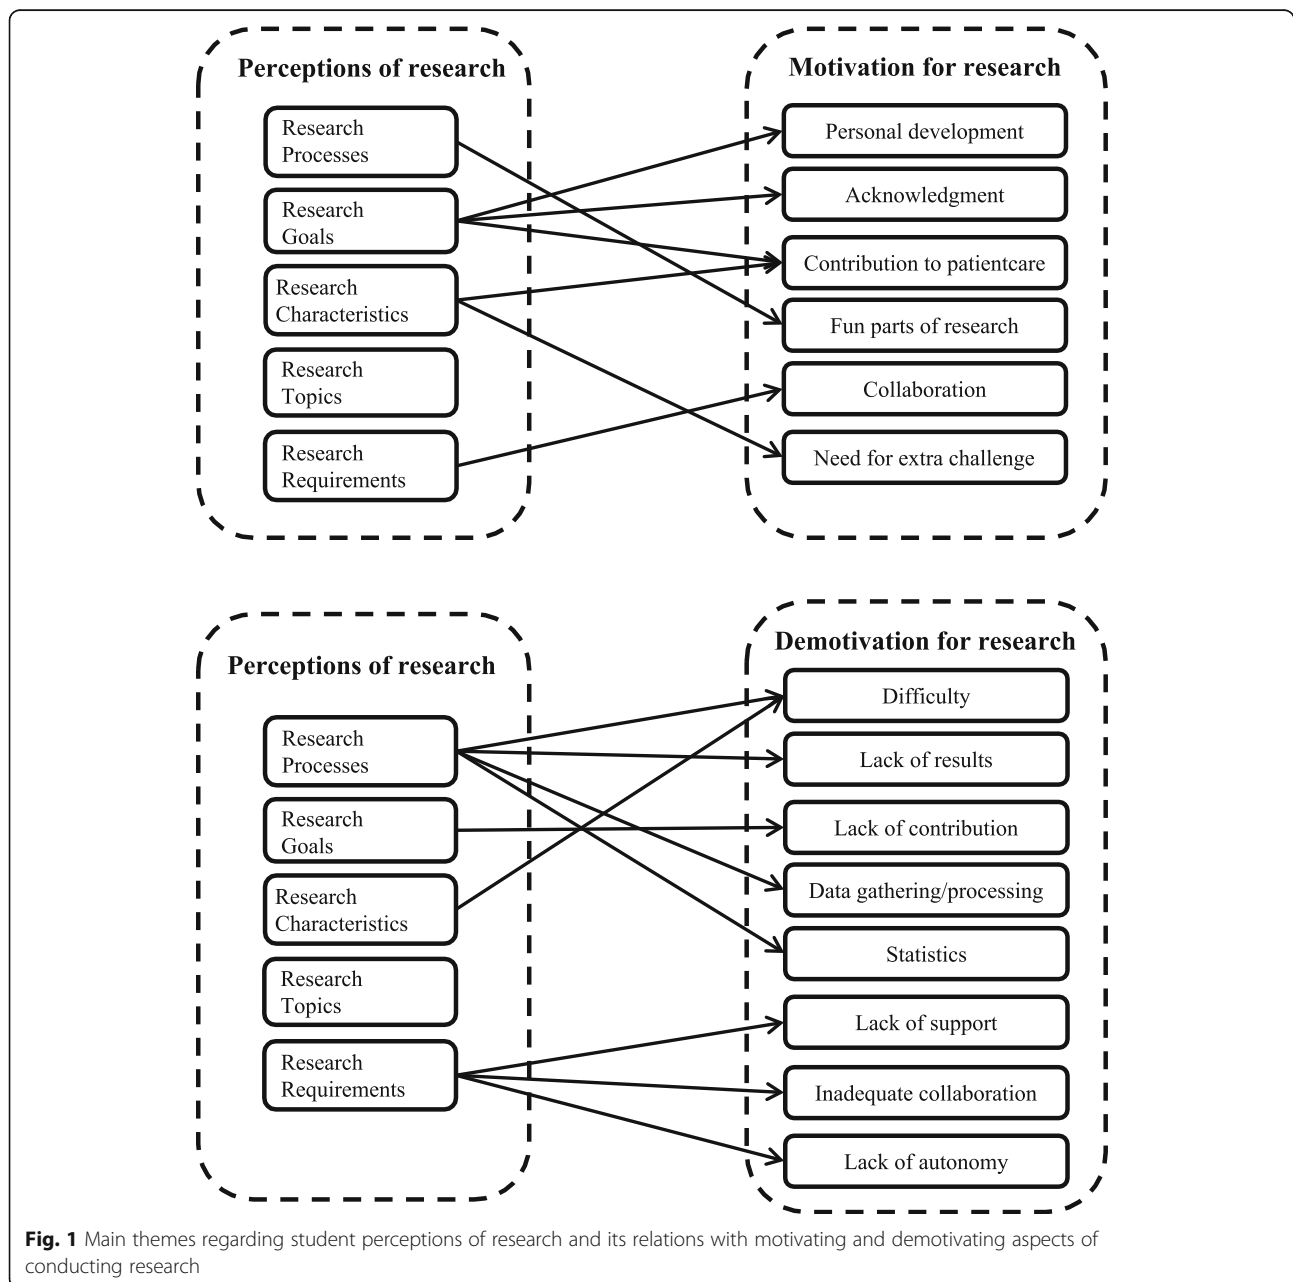 Perceptions of research
Research
Processes
Research
Goals
Research
Characteristics
Research
Topics
Research
Requirements
Motivation for research
Personal development
Acknowledgment
Contribution to patientcare
Fun parts of research
Collaboration
Need for extra challenge
Perceptions of research
Research
Processes
Research
Goals
Research
Characteristics
Research
Topics
Research
Requirements
Demotivation for research
Difficulty
Lack of results
Lack of contribution
Data gathering/processing
Statistics
Lack of support
Inadequate collaboration
Lack of autonomy
Fig. 1 Main themes regarding student perceptions of research and its relations with motivating and demotivating aspects of
conducting research